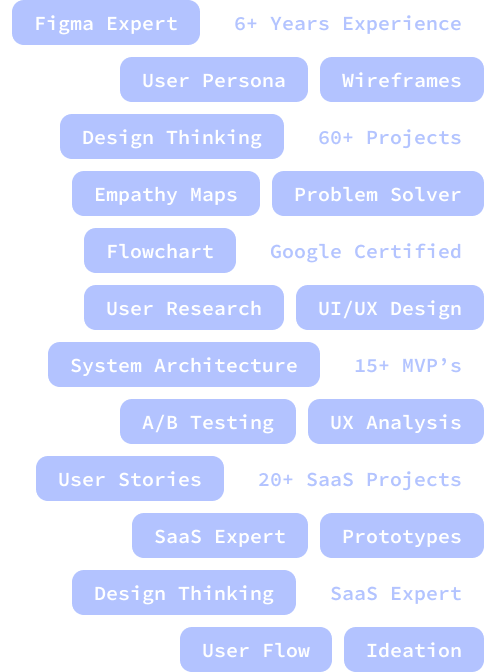 Figma Expert 6+ Years Experience
User Persona Wireframes
Design Thinking 60+ Projects
Empathy Maps Problem Solver
Flowchart Google Certified
User Research UI/UX Design
System Architecture 15+ MVP’s
A/B Testing UX Analysis
User Stories 20+ SaaS Projects
SaaS Expert Prototypes
Design Thinking SaaS Expert
User Flow Ideation